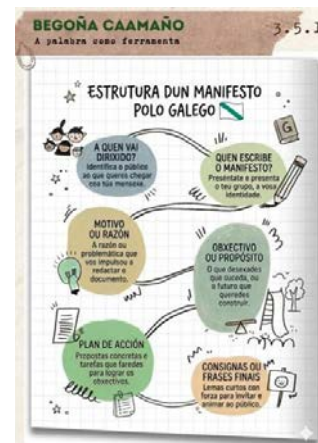 BEGOÑA CAAMAÑO
A palabra como ferramenta
3.5.1
ESTRUTURA DUN MANIFESTO
POLO GALEGO
G
A QUEN VAI
DIRIXIDO?
Identifica o público
ao que queres chegar
coa túa mensaxe.
QUEN ESCRIBE
O MANIFESTO?
Preséntate e presenta
o teu grupo, a vosa
identidade.
MOTIVO
OU RAZÓN
A razón ou
problemática que
vos impulsou a
redactar o
documento.
OBXECTIVO
OU PROPÓSITO
O que desexades
que suceda, ou
o futuro que
queredes
construír.
PLAN DE ACCIÓN
Propostas concretas e
tarefas que faredes
para lograr os
obxectivos.
CONSIGNAS OU
FRASES FINAIS
Lemas curtos con
forza para invitar e
animar ao público.